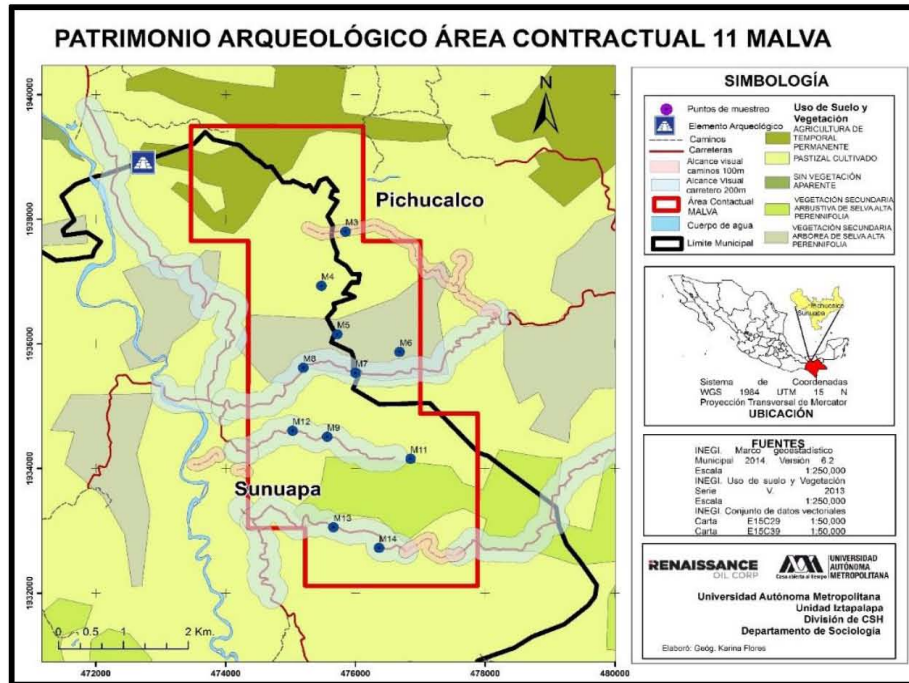 PATRIMONIO ARQUEOLÓGICO ÁREA CONTRACTUAL 11 MALVA
1940000
1938000
1936000
1934000
1932000
472000
474000
476000
478000
480000
N
Pichucalco
Sunuapa
M3
M4
M5
M6
M8
M7
M12
M9
M11
M13
M14
0 0.5 1 2 Km.
SIMBOLOGÍA
Puntos de muestreo
Elemento Arqueológico
Caminos
Carreteras
Alcance visual
caminos 100m
Alcance Visual
carretero 200m
Área Contactual
MALVA
Cuerpo de agua
Limite Municipal
Uso de Suelo y
Vegetación
AGRICULTURA DE
TEMPORAL
PERMANENTE
PASTIZAL CULTIVADO
SIN VEGETACIÓN
APARENTE
VEGETACIÓN SECUNDARIA
ARBUSTIVA DE SELVA ALTA
PERENNIFOLIA
VEGETACIÓN SECUNDARIA
ARBOREA DE SELVA ALTA
PERENNIFOLIA
Pichucalco
Sunuapa
Sistema de Coordenadas
WGS 1984 UTM 15 N
Proyección Transversal de Mercator
UBICACIÓN
FUENTES
INEGI. Marco geoestadístico
Municipal 2014 Versión 6.2
Escala 1:250,000
INEGI. Uso de suelo y Vegetación
Serie V. 2013
Escala 1:250,000
INEGI. Conjunto de datos vectoriales
Carta E15C29 1:50,000
Carta E15C39 1:50,000
RENAISSANCE
OIL CORP
Casa abierta al tiempo
UNIVERSIDAD
AUTÓNOMA
METROPOLITANA
Universidad Autónoma Metropolitana
Unidad Iztapalapa
División de CSH
Departamento de Sociología
Elaboró: Geóg. Karina Flores